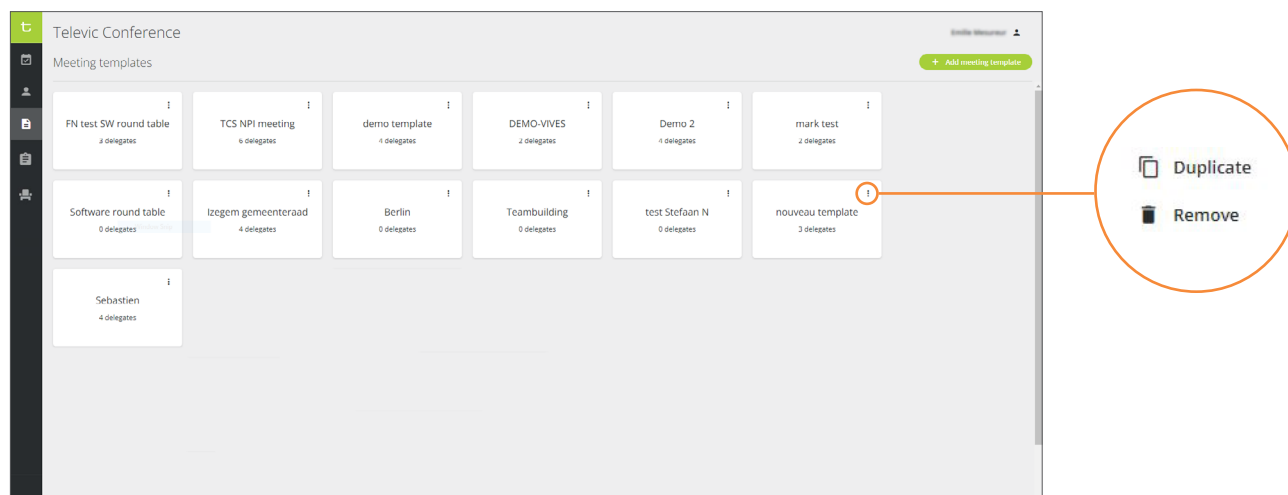 Televic Conference
Meeting templates
+ Add meeting template
FN test SW round table
3 delegates
TCS NPI meeting
6 delegates
demo template
4 delegates
DEMO-VIVES
2 delegates
Demo 2
4 delegates
mark test
2 delegates
Software round table
0 delegates
Izegem gemeenteraad
4 delegates
Berlin
0 delegates
Teambuilding
0 delegates
test Stefaan N
0 delegates
nouveau template
3 delegates
Sebastien
4 delegates
Duplicate
Remove